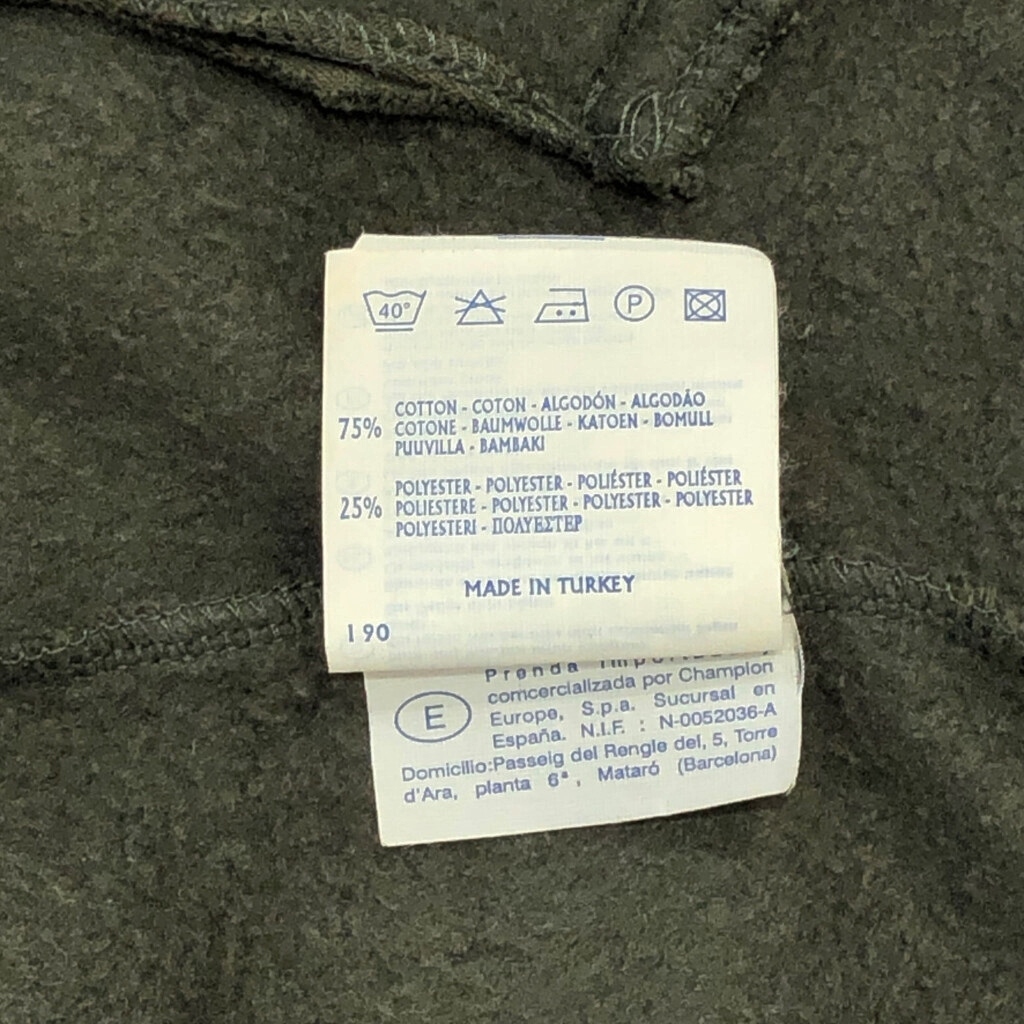 40°
P
75%
COTTON - COTON - ALGODÓN - ALGODÃO
COTONE - BAUMWOLLE - KATOEN - BOMULL
PUUVILLA - BAMBAKI
25%
POLYESTER - POLYESTER - POLIÉSTER - POLIÉSTER
POLIESTERE - POLYESTER - POLYESTER - POLYESTER
POLYESTERI - ΠΟΛΥΕΣΤΕΡ
MADE IN TURKEY
190
E
Prenda
comcercializada por Champion
Europe, S.p.a. Sucursal en
España. N.I.F. : N-0052036-A
Domicilio:Passeig del Rengle del, 5, Torre
d'Ara, planta 6ª, Mataró (Barcelona)